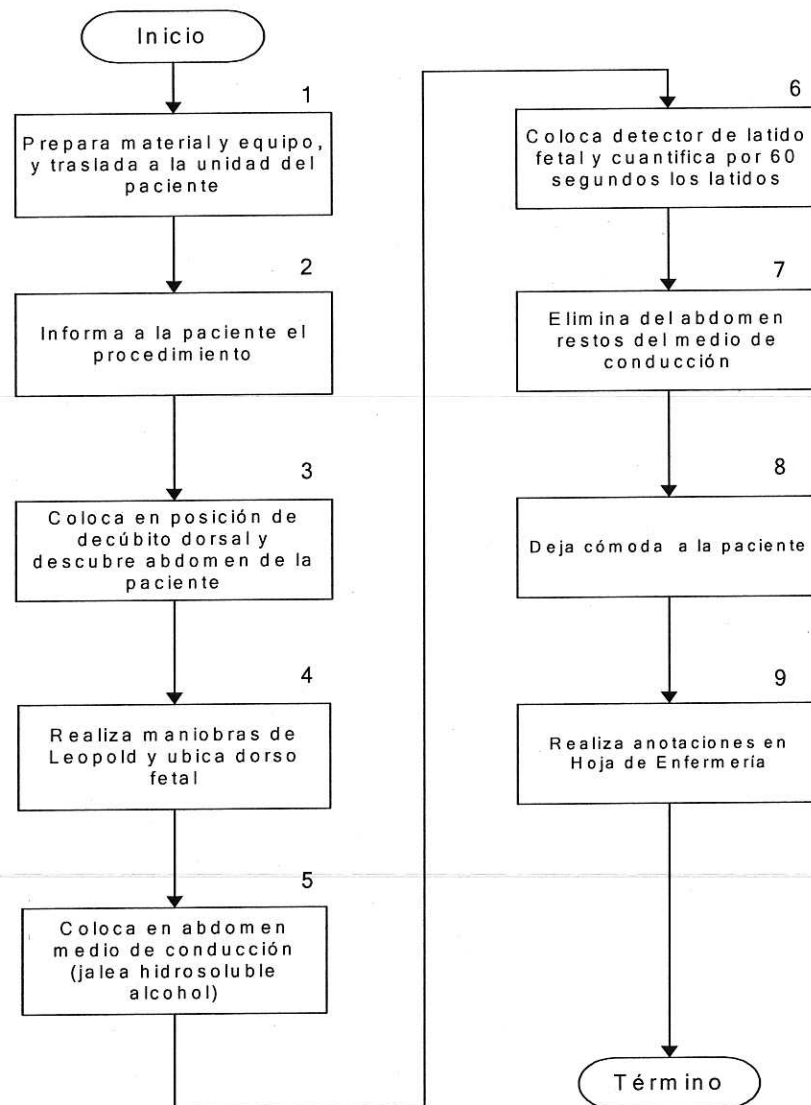 Inicio
1
Prepara material y equipo,
y traslada a la unidad del
paciente
2
Informa a la paciente el
procedimiento
3
Coloca en posición de
decúbito dorsal y
descubre abdomen de la
paciente
4
Realiza maniobras de
Leopold y ubica dorso
fetal
5
Coloca en abdomen
medio de conducción
(jalea hidrosoluble
alcohol)
6
Coloca detector de latido
fetal y cuantifica por 60
segundos los latidos
7
Elimina del abdomen
restos del medio de
conducción
8
Deja cómoda a la paciente
9
Realiza anotaciones en
Hoja de Enfermería
Término